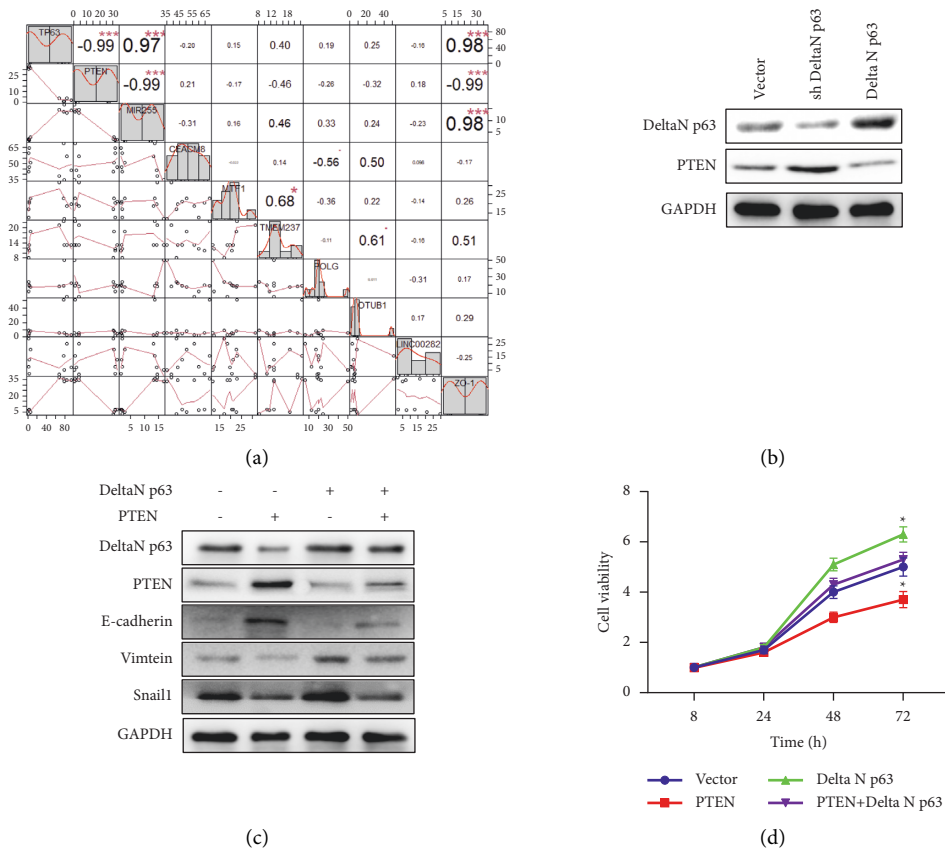 0 10 20 30
35 45 55 65
8 12 18
0 20 40
5 15 30
TP63 -0.99 *** 0.97 *** -0.20 0.15 0.40 0.19 0.25 -0.16 0.98 *** 80 40 0
30 15 0 PTEN -0.99 *** 0.21 -0.17 -0.46 -0.26 -0.32 0.18 -0.99 ***
MIR255 -0.31 0.16 0.46 0.33 0.24 -0.23 0.98 *** 10 5
65 50 35 CEACM8 0.14 -0.56 0.50 -0.17
MTF1 0.68 * -0.36 0.22 -0.14 0.26 25 15
20 14 8 TMEM237 -0.11 0.61 -0.16 0.51
POLG -0.31 0.17 50 30 10
40 20 0 OTUB1 0.17 0.29
LINC00282 -0.25 25 15 5
35 20 5 ZO-1
0 40 80
5 10 15
15 25
10 30 50
5 15 25
(a)
Vector
sh DeltaN p63
Delta N p63
DeltaN p63
PTEN
GAPDH
(b)
DeltaN p63 - - + +
PTEN - + - +
DeltaN p63
PTEN
E-cadherin
Vimtein
Snail1
GAPDH
(c)
Cell viability
8
6
4
2
0
*
*
8 24 48 72
Time (h)
Vector
Delta N p63
PTEN
PTEN+Delta N p63
(d)